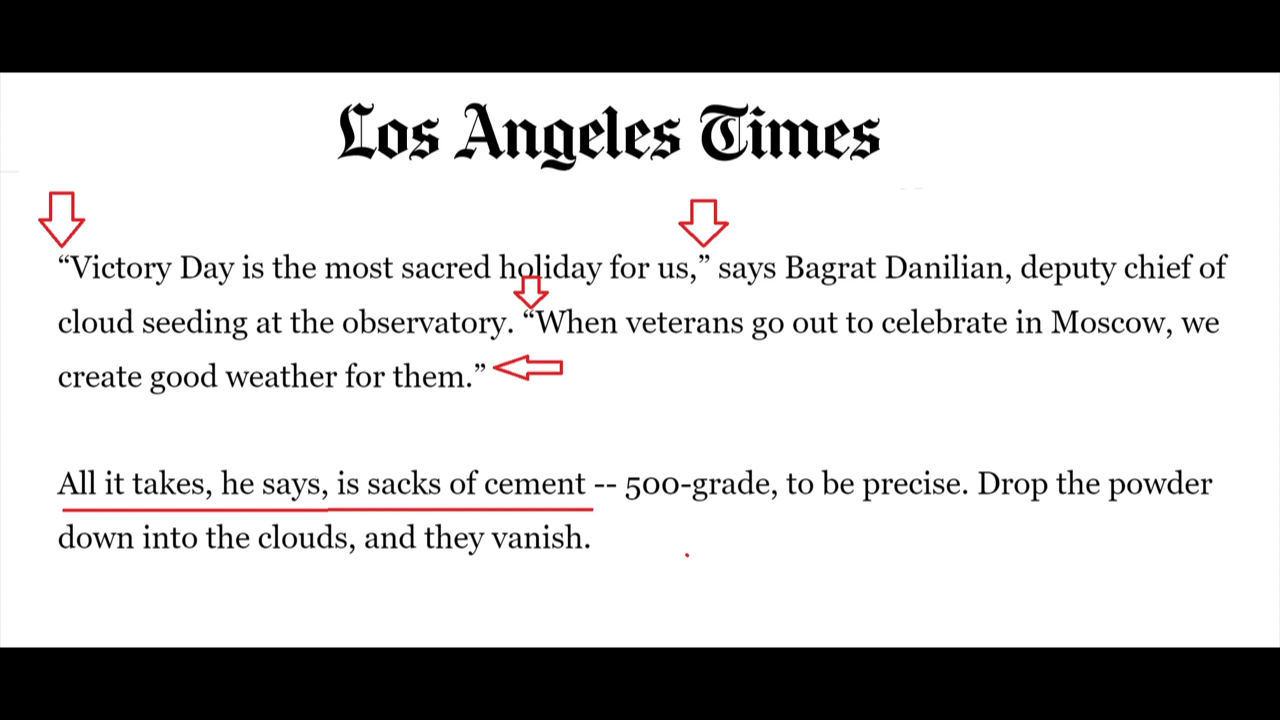 Los Angeles Times
“Victory Day is the most sacred holiday for us,” says Bagrat Danilian, deputy chief of
cloud seeding at the observatory. “When veterans go out to celebrate in Moscow, we
create good weather for them.”
All it takes, he says, is sacks of cement -- 500-grade, to be precise. Drop the powder
down into the clouds, and they vanish.